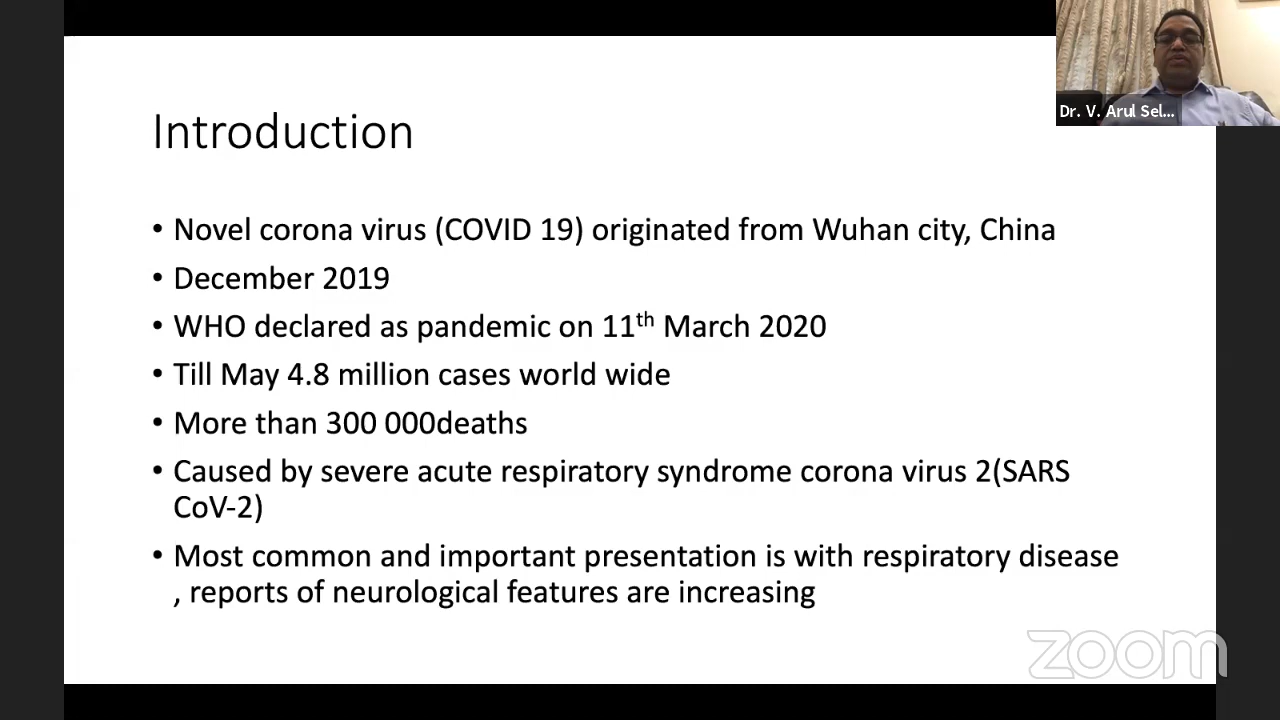 Dr. V. Arul Sel...
Introduction
• Novel corona virus (COVID 19) originated from Wuhan city, China
• December 2019
• WHO declared as pandemic on 11th March 2020
• Till May 4.8 million cases world wide
• More than 300 000deaths
• Caused by severe acute respiratory syndrome corona virus 2(SARS
CoV-2)
• Most common and important presentation is with respiratory disease
, reports of neurological features are increasing
zoom